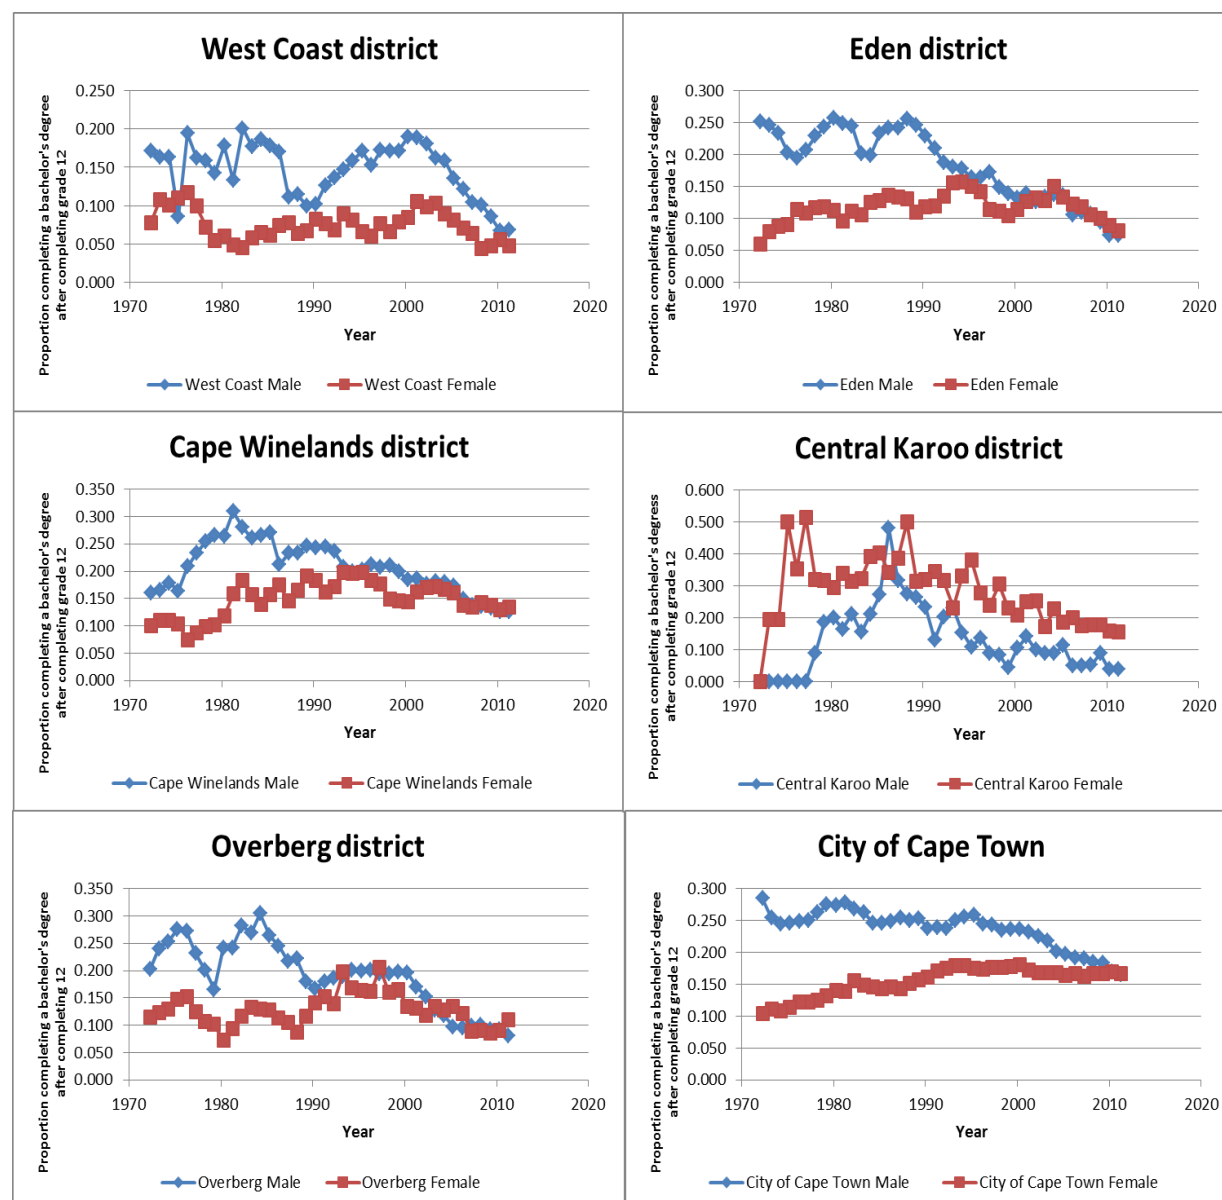 West Coast district
Proportion completing a bachelor's degree
after completing grade 12
0.250
0.200
0.150
0.100
0.050
0.000
1970 1980 1990 2000 2010 2020
Year
West Coast Male West Coast Female
Eden district
Proportion completing a bachelor's degree
after completing grade 12
0.300
0.250
0.200
0.150
0.100
0.050
0.000
1970 1980 1990 2000 2010 2020
Year
Eden Male Eden Female
Cape Winelands district
Proportion completing a bachelor's degree
after completing grade 12
0.350
0.300
0.250
0.200
0.150
0.100
0.050
0.000
1970 1980 1990 2000 2010 2020
Year
Cape Winelands Male Cape Winelands Female
Central Karoo district
Proportion completing a bachelor's degress
after completing grade 12
0.600
0.500
0.400
0.300
0.200
0.100
0.000
1970 1980 1990 2000 2010 2020
Year
Central Karoo Male Central Karoo Female
Overberg district
Proportion completing a bachelor's degree
after completing 12
0.350
0.300
0.250
0.200
0.150
0.100
0.050
0.000
1970 1980 1990 2000 2010 2020
Year
Overberg Male Overberg Female
City of Cape Town
Proportion completing a bachelor's degree
after completing grade 12
0.300
0.250
0.200
0.150
0.100
0.050
0.000
1970 1980 1990 2000 2010 2020
Year
City of Cape Town Male City of Cape Town Female